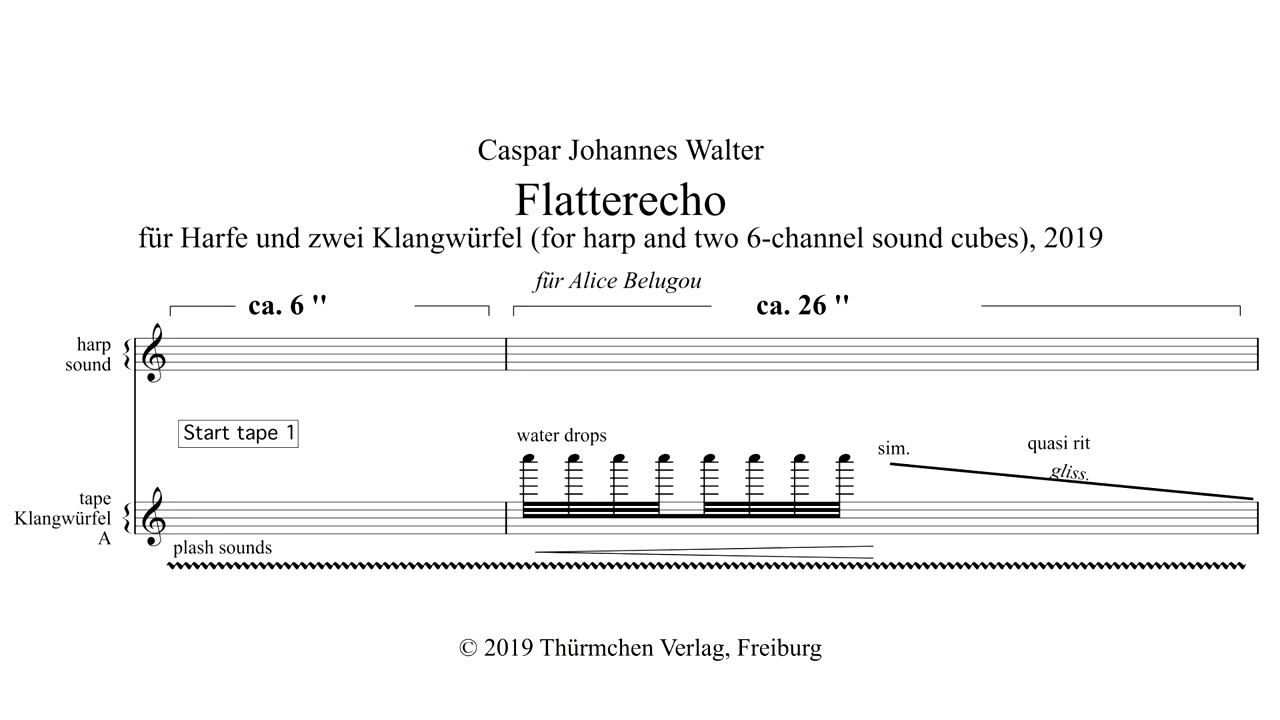 Caspar Johannes Walter
Flatterecho
für Harfe und zwei Klangwürfel (for harp and two 6-channel sound cubes), 2019
für Alice Belugou
ca. 6 "
ca. 26 "
harp
sound
Start tape 1
water drops
sim.
quasi rit
gliss.
tape
Klangwürfel
A
plash sounds
© 2019 Thürmchen Verlag, Freiburg